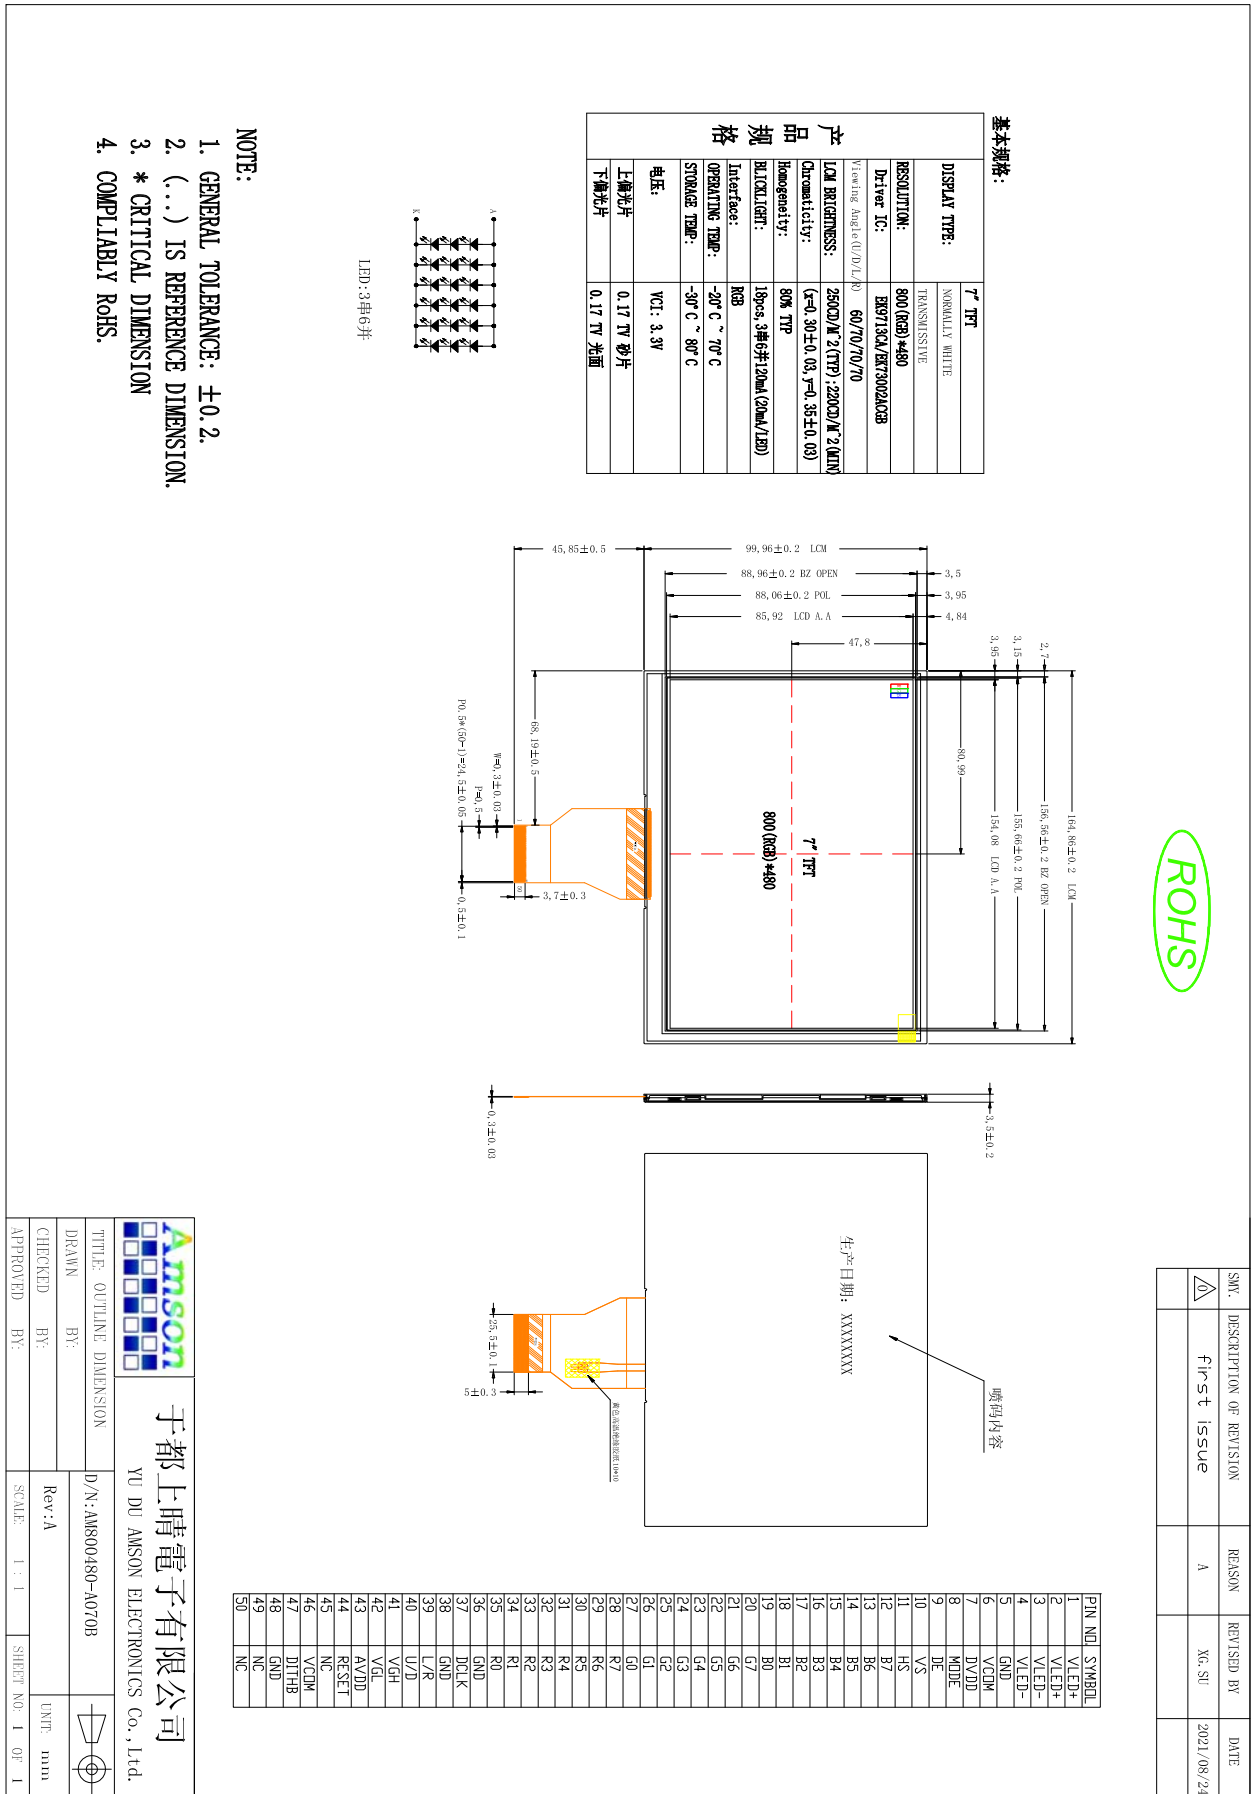 SMY. DESCRIPTION OF REVISION REASON REVISED BY DATE
0 first issue A XG. SU 2021/08/24
ROHS
基本规格:
产品规格
DISPLAY TYPE: 7" TFT
NORMALLY WHITE
TRANSMISSIVE
RESOLUTION: 800(RGB)*480
Driver IC: EK9713CA/EK73002ACGB
Viewing Angle(U/D/L/R) 60/70/70/70
LCM BRIGHTNESS: 250CD/M^2(TYP);220CD/M^2(MIN)
Chromaticity: (x=0.30±0.03,y=0.35±0.03)
Homogeneity: 80% TYP
BLICKLIGHT: 18pcs,3串6并120mA(20mA/LED)
Interface: RGB
OPERATING TEMP: -20°C ~ 70°C
STORAGE TEMP: -30°C ~ 80°C
电压: VCI: 3.3V
上偏光片 0.17 TV 砂片
下偏光片 0.17 TV 光面
A
K
LED:3串6并
NOTE:
1. GENERAL TOLERANCE: ±0.2.
2. (...) IS REFERENCE DIMENSION.
3. * CRITICAL DIMENSION
4. COMPLIABLY RoHS.
164,86±0.2 LCM
2,7
156,56±0.2 BZ OPEN
3,15
155,66±0.2 POL
3,95
154,08 LCD A.A
80,99
99,96±0.2 LCM
45,85±0.5
88,96±0.2 BZ OPEN
3,5
88,06±0.2 POL
3,95
85,92 LCD A.A
4,84
47,8
7" TFT
800(RGB)*480
68,19±0.5
W=0,3±0.03
P=0,5
P0,5*(50-1)=24,5±0.05
0,5±0.1
3,7±0.3
1
50
3,5±0.2
0,3±0.03
喷码内容
生产日期: XXXXXXXXX
25,5±0.1
5±0.3
黄色高温绝缘胶纸10*10
PIN NO. SYMBOL
1 VLED+
2 VLED+
3 VLED-
4 VLED-
5 GND
6 VCOM
7 DVDD
8 MODE
9 DE
10 VS
11 HS
12 B7
13 B6
14 B5
15 B4
16 B3
17 B2
18 B1
19 B0
20 G7
21 G6
22 G5
23 G4
24 G3
25 G2
26 G1
27 G0
28 R7
29 R6
30 R5
31 R4
32 R3
33 R2
34 R1
35 R0
36 GND
37 DCLK
38 GND
39 L/R
40 U/D
41 VGH
42 VGL
43 AVDD
44 RESET
45 NC
46 VCOM
47 DITHB
48 GND
49 NC
50 NC
Amson
于都上晴電子有限公司
YU DU AMSON ELECTRONICS Co.,Ltd.
TITLE: OUTLINE DIMENSION
D/N:AM800480-A070B
DRAWN BY:
CHECKED BY:
Rev:A
UNIT: mm
APPROVED BY:
SCALE: 1 : 1
SHEET NO: 1 OF 1